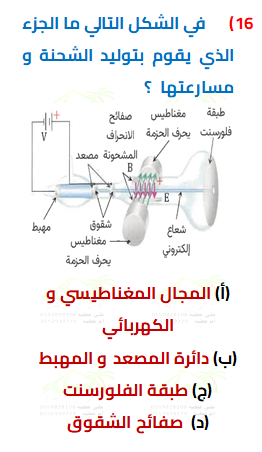 16) في الشكل التالي ما الجزء
الذي يقوم بتوليد الشحنة و
مسارعتها ؟
طبقة فلورسنت
مغناطيس يحرف الحزمة
صفائح الانحراف المشحونة
مصعد
B
+
V
+
E
-
مهبط
شقوق
مغناطيس يحرف الحزمة
شعاع إلكتروني
(أ) المجال المغناطيسي و
الكهربائي
(ب) دائرة المصعد و المهبط
(ج) طبقة الفلورسنت
(د) صفائح الشقوق